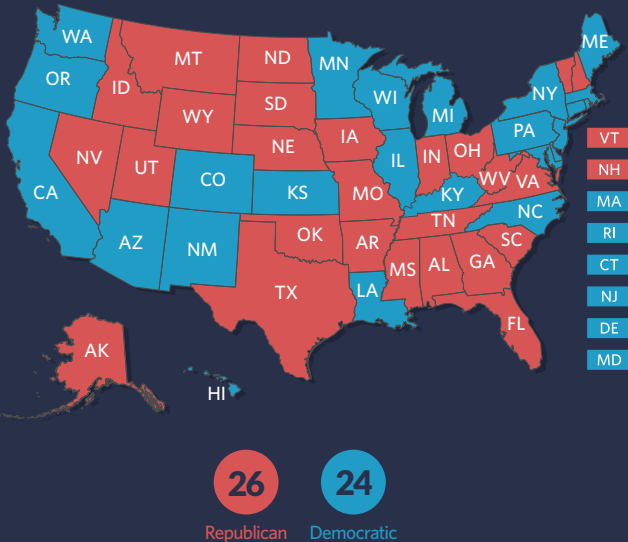 WA
ME
MT
ND
MN
OR
ID
SD
WI
NY
WY
MI
PA
IA
VT
NE
NV
UT
IL
IN
OH
NH
CO
WV
VA
CA
KS
MO
KY
MA
NC
TN
RI
AZ
NM
OK
AR
SC
CT
MS
AL
GA
TX
LA
NJ
FL
DE
AK
MD
HI
26
24
Republican
Democratic